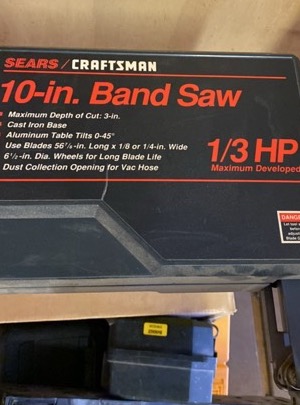 SEARS / CRAFTSMAN
10-in. Band Saw
Maximum Depth of Cut: 3-in.
Cast Iron Base
Aluminum Table Tilts 0-45°
Use Blades 56⅞-in. Long x 1/8 or 1/4-in. Wide
6½-in. Dia. Wheels for Long Blade Life
Dust Collection Opening for Vac Hose
1/3 HP
Maximum Developed
DANGE